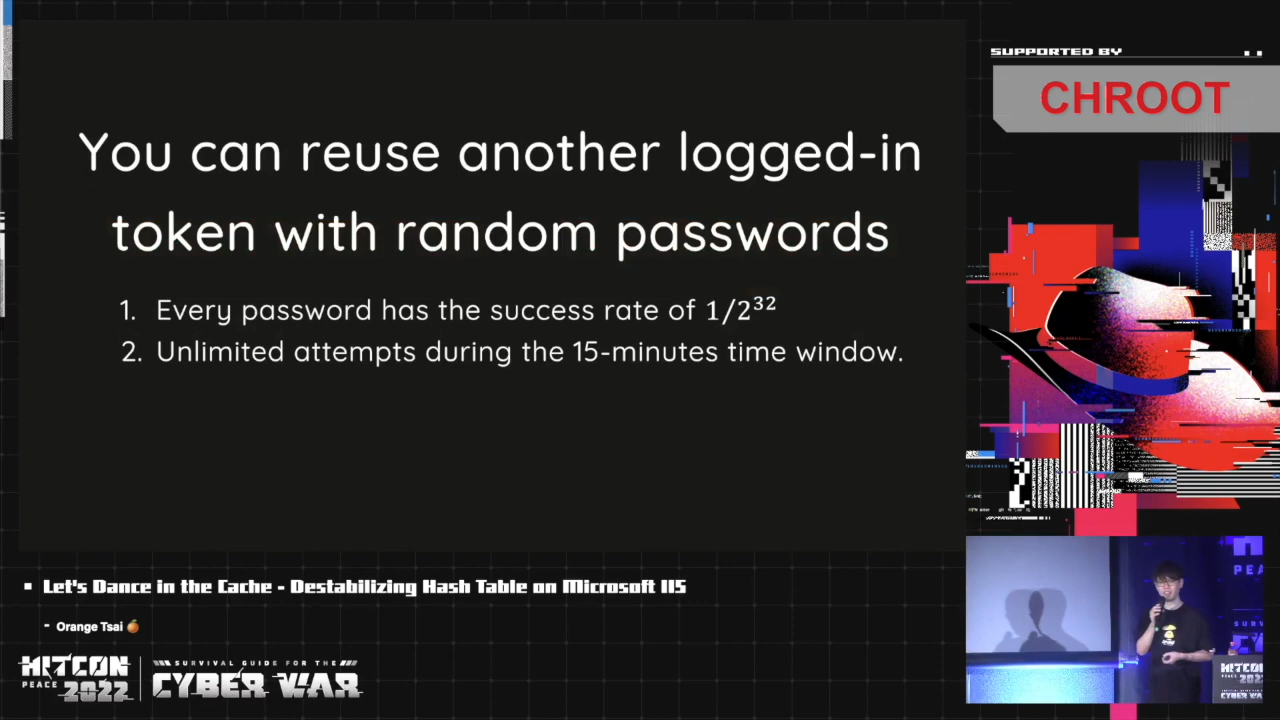 You can reuse another logged-in
token with random passwords
1. Every password has the success rate of 1/2³²
2. Unlimited attempts during the 15-minutes time window.
SUPPORTED BY
CHROOT
Let's Dance in the Cache - Destabilizing Hash Table on Microsoft IIS
- Orange Tsai 🍊
HITCON
PEACE 2022
SURVIVAL GUIDE FOR THE
CYBER WAR